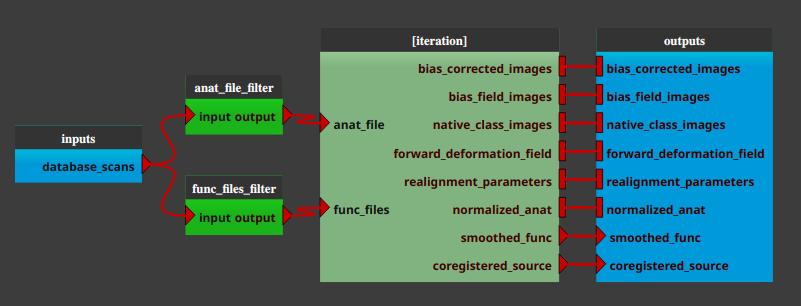 inputs
database_scans
anat_file_filter
input output
func_files_filter
input output
[iteration]
bias_corrected_images
bias_field_images
anat_file
native_class_images
forward_deformation_field
realignment_parameters
func_files
normalized_anat
smoothed_func
coregistered_source
outputs
bias_corrected_images
bias_field_images
native_class_images
forward_deformation_field
realignment_parameters
normalized_anat
smoothed_func
coregistered_source